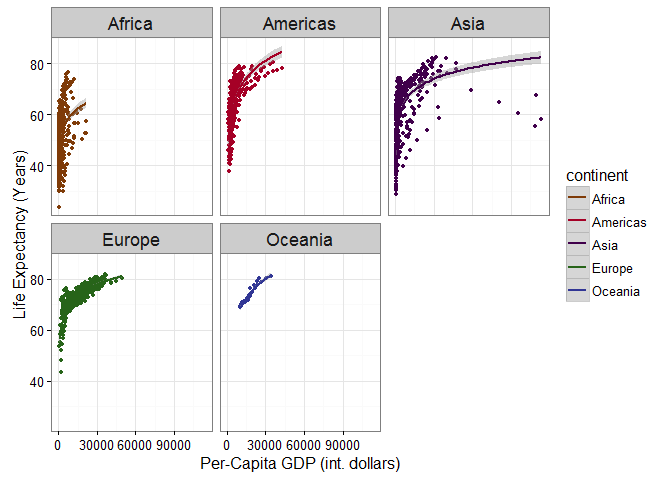 Africa
Americas
Asia
80
60
40
Europe
Oceania
80
60
40
0 30000 60000 90000
0 30000 60000 90000
Per-Capita GDP (int. dollars)
Life Expectancy (Years)
continent
Africa
Americas
Asia
Europe
Oceania